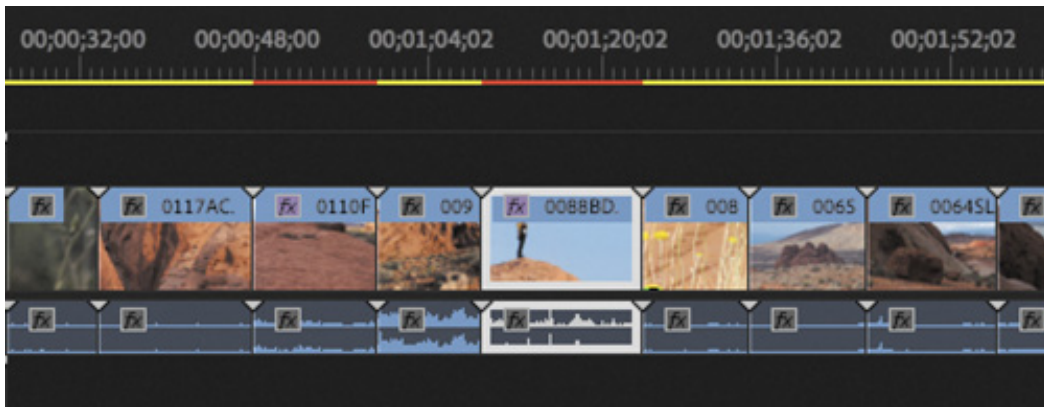 00;00;32;00 00;00;48;00 00;01;04;02 00;01;20;02 00;01;36;02 00;01;52;02
fx fx 0117AC. fx 0110F fx 009 fx 0088BD. fx 008 fx 0065 fx 0064SL fx
fx fx fx fx fx fx fx fx fx